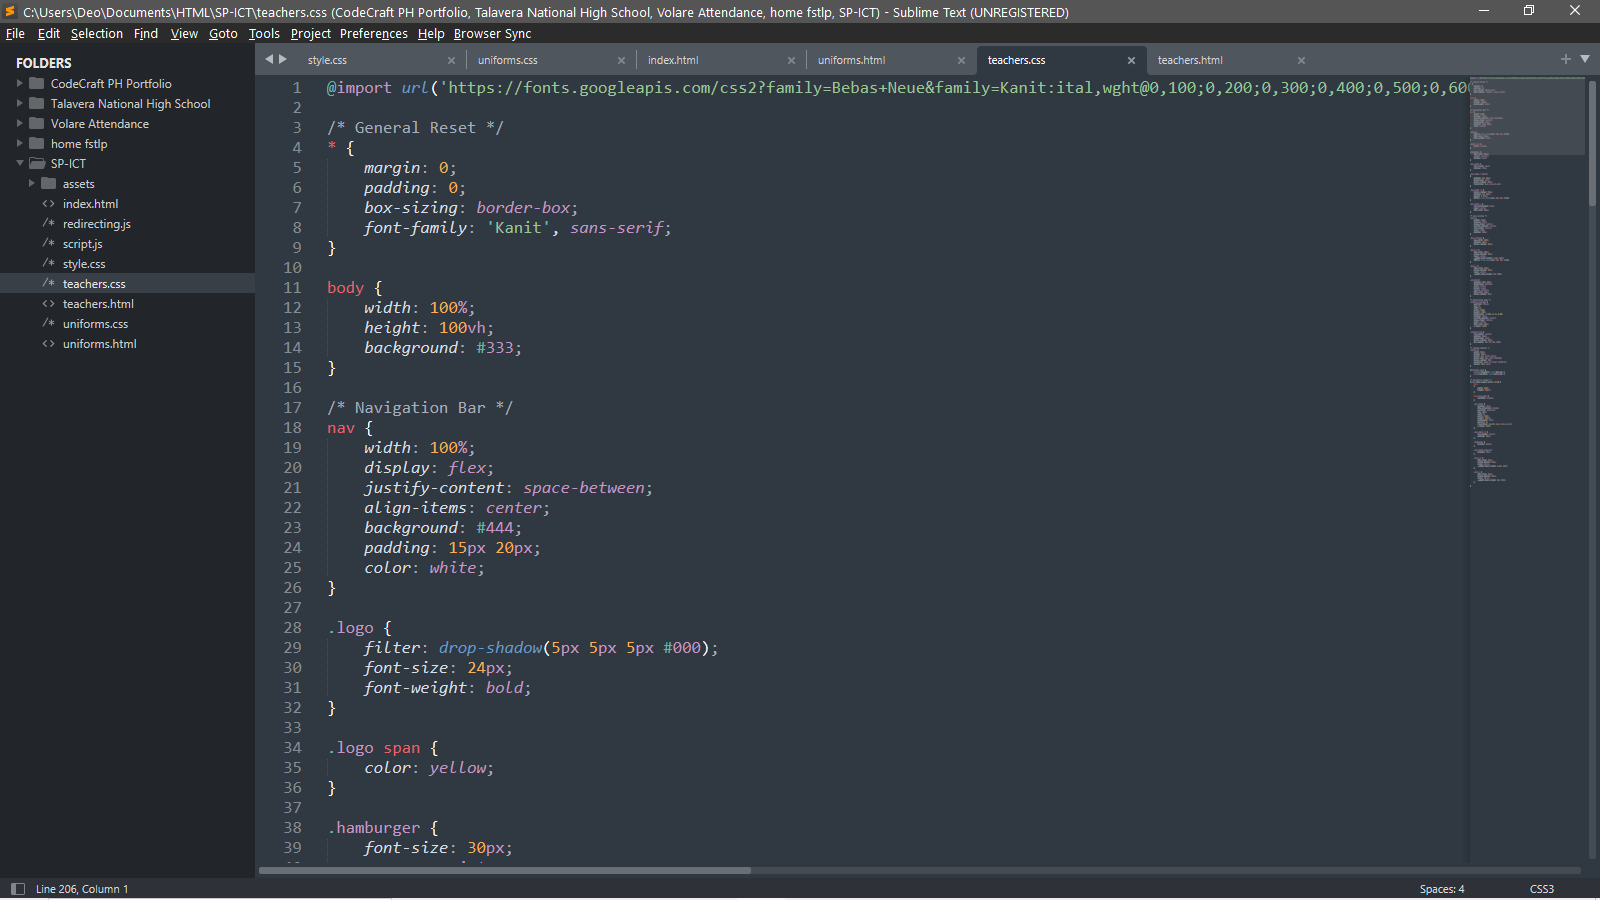 C:\Users\Deo\Documents\HTML\SP-ICT\teachers.css (CodeCraft PH Portfolio, Talavera National High School, Volare Attendance, home fstlp, SP-ICT) - Sublime Text (UNREGISTERED)
File Edit Selection Find View Goto Tools Project Preferences Help Browser Sync
FOLDERS
CodeCraft PH Portfolio
Talavera National High School
Volare Attendance
home fstlp
SP-ICT
assets
<> index.html
/* redirecting.js
/* script.js
/* style.css
/* teachers.css
<> teachers.html
/* uniforms.css
<> uniforms.html
style.css × uniforms.css × index.html × uniforms.html × teachers.css × teachers.html ×
1 @import url('https://fonts.googleapis.com/css2?family=Bebas+Neue&family=Kanit:ital,wght@0,100;0,200;0,300;0,400;0,500;0,600
2
3 /* General Reset */
4 * {
5 margin: 0;
6 padding: 0;
7 box-sizing: border-box;
8 font-family: 'Kanit', sans-serif;
9 }
10
11 body {
12 width: 100%;
13 height: 100vh;
14 background: #333;
15 }
16
17 /* Navigation Bar */
18 nav {
19 width: 100%;
20 display: flex;
21 justify-content: space-between;
22 align-items: center;
23 background: #444;
24 padding: 15px 20px;
25 color: white;
26 }
27
28 .logo {
29 filter: drop-shadow(5px 5px 5px #000);
30 font-size: 24px;
31 font-weight: bold;
32 }
33
34 .logo span {
35 color: yellow;
36 }
37
38 .hamburger {
39 font-size: 30px;
Line 206, Column 1
Spaces: 4
CSS3